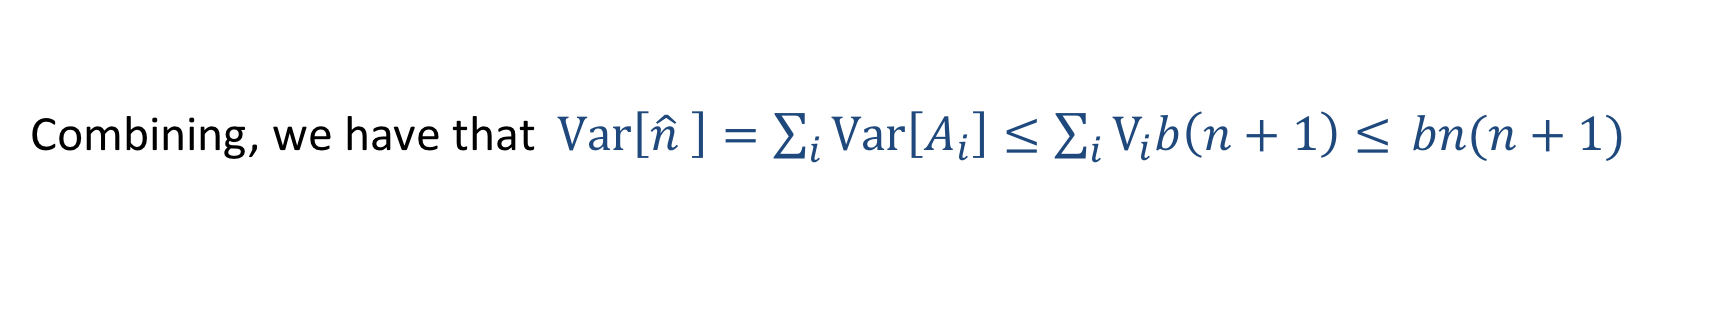 Combining, we have that Var[n̂ ] = ∑ᵢ Var[Aᵢ] ≤ ∑ᵢ Vᵢb(n + 1) ≤ bn(n + 1)